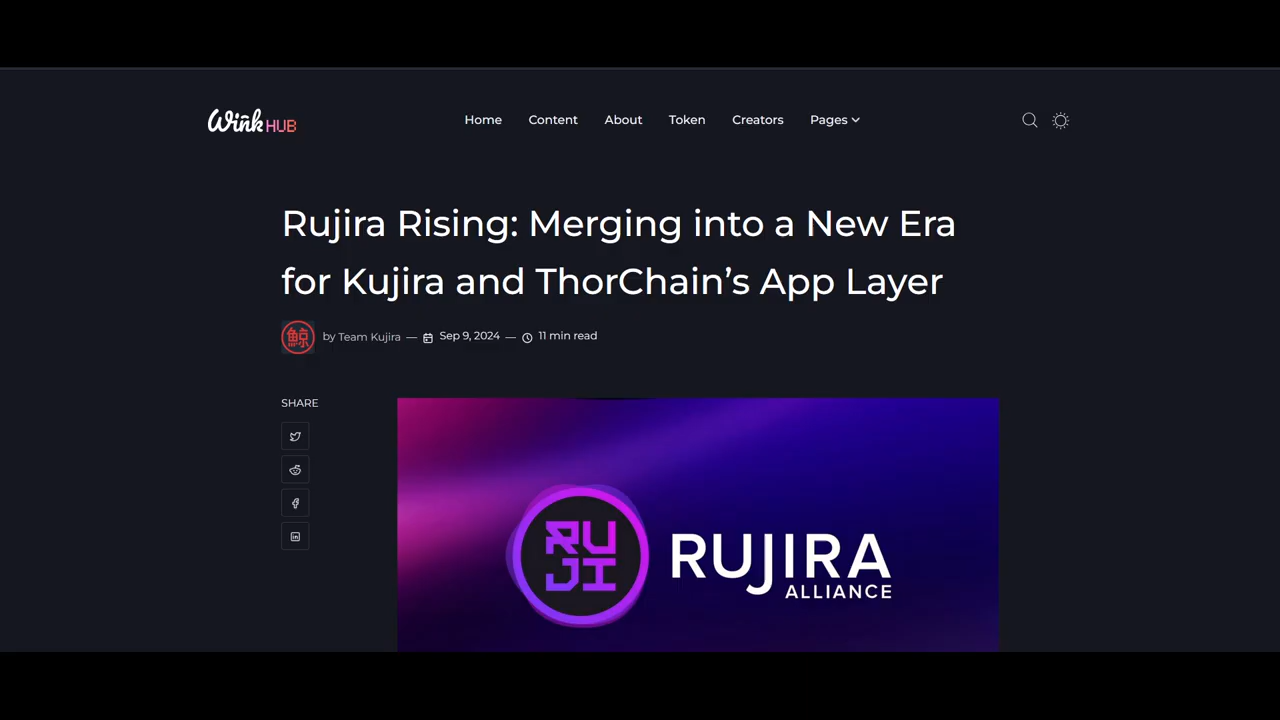 Wink HUB
Home Content About Token Creators Pages
Rujira Rising: Merging into a New Era
for Kujira and ThorChain’s App Layer
鯨
by Team Kujira — Sep 9, 2024 — 11 min read
SHARE
RU
JI
RUJIRA
ALLIANCE